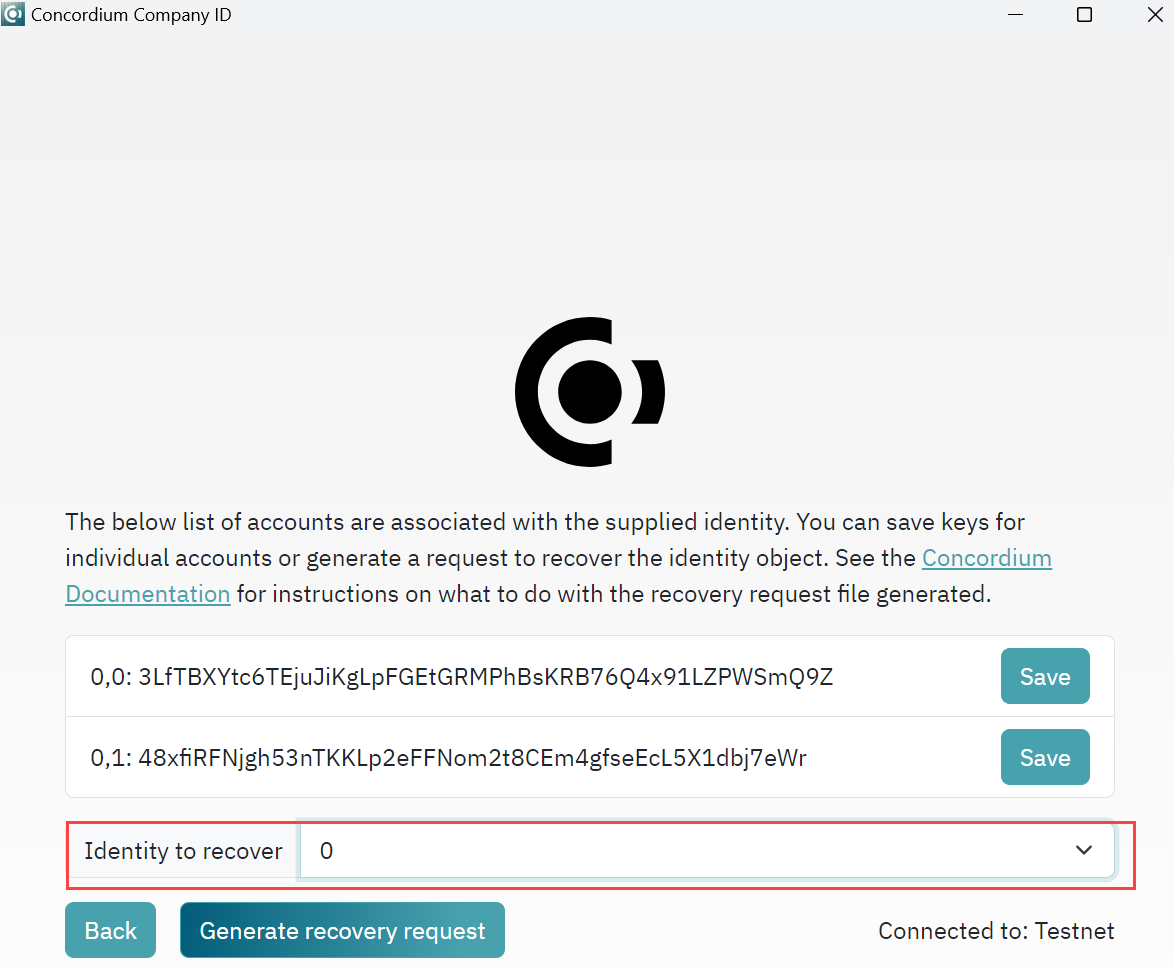 Concordium Company ID
The below list of accounts are associated with the supplied identity. You can save keys for
individual accounts or generate a request to recover the identity object. See the Concordium
Documentation for instructions on what to do with the recovery request file generated.
0,0: 3LfTBXYtc6TEjuJiKgLpFGEtGRMPhBsKRB76Q4x91LZPWSmQ9Z Save
0,1: 48xfiRFNjgh53nTKKLp2eFFNom2t8CEm4gfseEcL5X1dbj7eWr Save
Identity to recover 0
Back Generate recovery request Connected to: Testnet